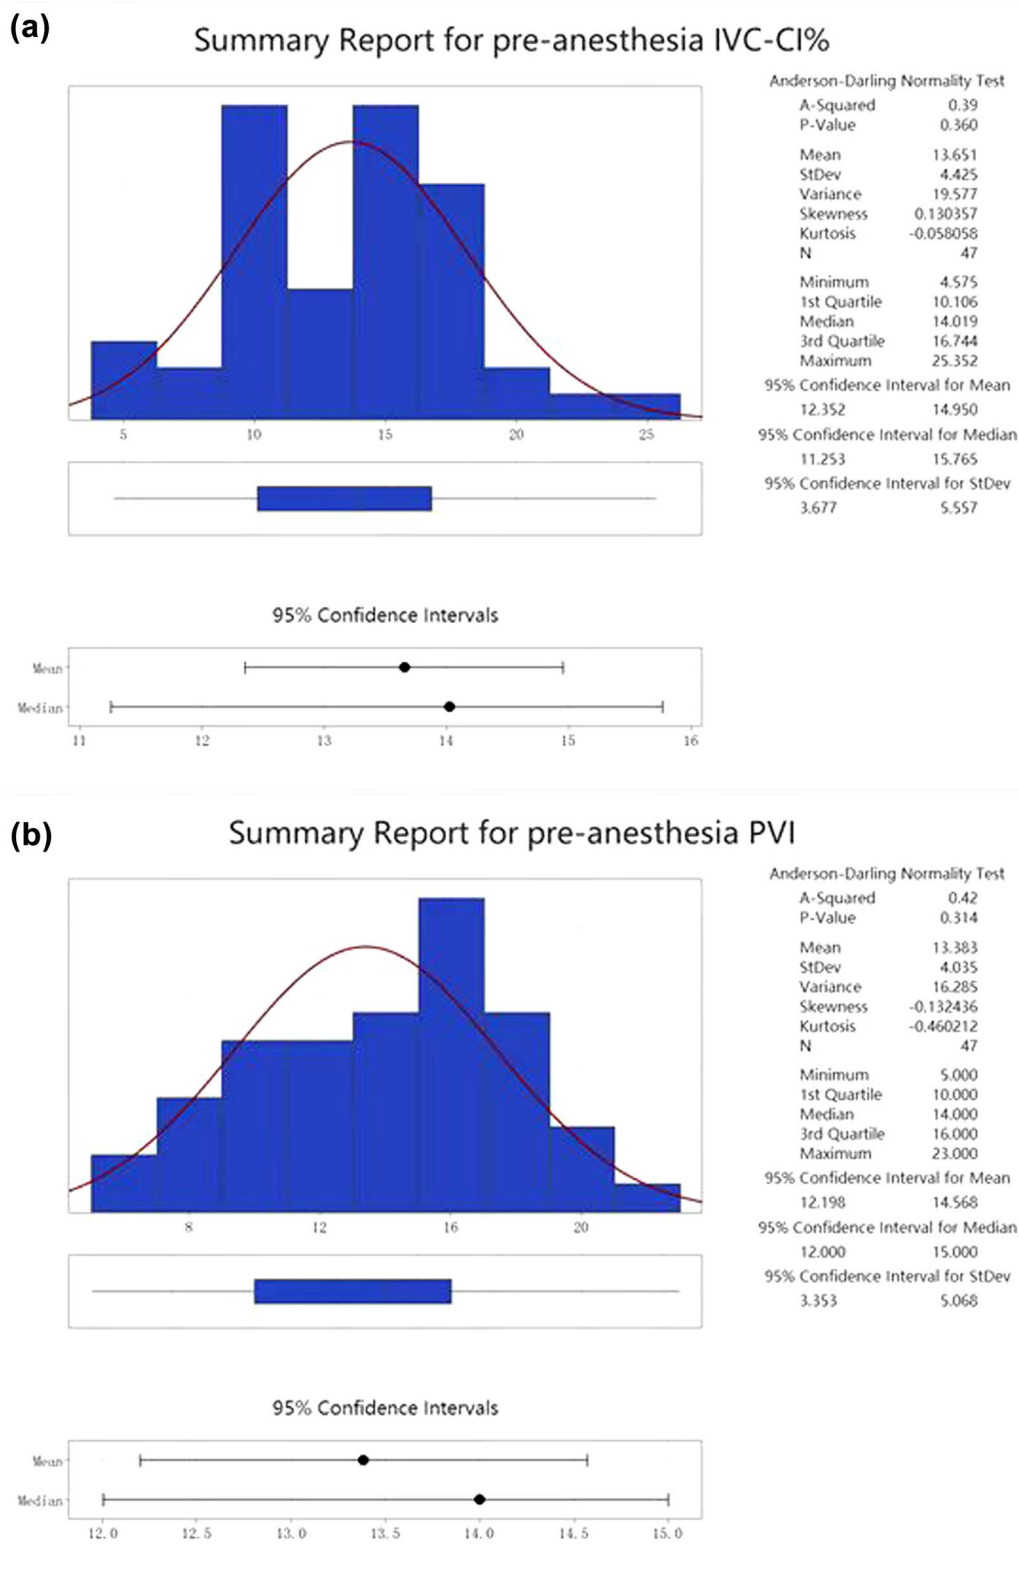 (a)
Summary Report for pre-anesthesia IVC-CI%
Anderson-Darling Normality Test
A-Squared 0.39
P-Value 0.360
Mean 13.651
StDev 4.425
Variance 19.577
Skewness 0.130357
Kurtosis -0.058058
N 47
Minimum 4.575
1st Quartile 10.106
Median 14.019
3rd Quartile 16.744
Maximum 25.352
95% Confidence Interval for Mean
12.352 14.950
95% Confidence Interval for Median
11.253 15.765
95% Confidence Interval for StDev
3.677 5.557
5 10 15 20 25
95% Confidence Intervals
Mean
Median
11 12 13 14 15 16
(b)
Summary Report for pre-anesthesia PVI
Anderson-Darling Normality Test
A-Squared 0.42
P-Value 0.314
Mean 13.383
StDev 4.035
Variance 16.285
Skewness -0.132436
Kurtosis -0.460212
N 47
Minimum 5.000
1st Quartile 10.000
Median 14.000
3rd Quartile 16.000
Maximum 23.000
95% Confidence Interval for Mean
12.198 14.568
95% Confidence Interval for Median
12.000 15.000
95% Confidence Interval for StDev
3.353 5.068
8 12 16 20
95% Confidence Intervals
Mean
Median
12.0 12.5 13.0 13.5 14.0 14.5 15.0